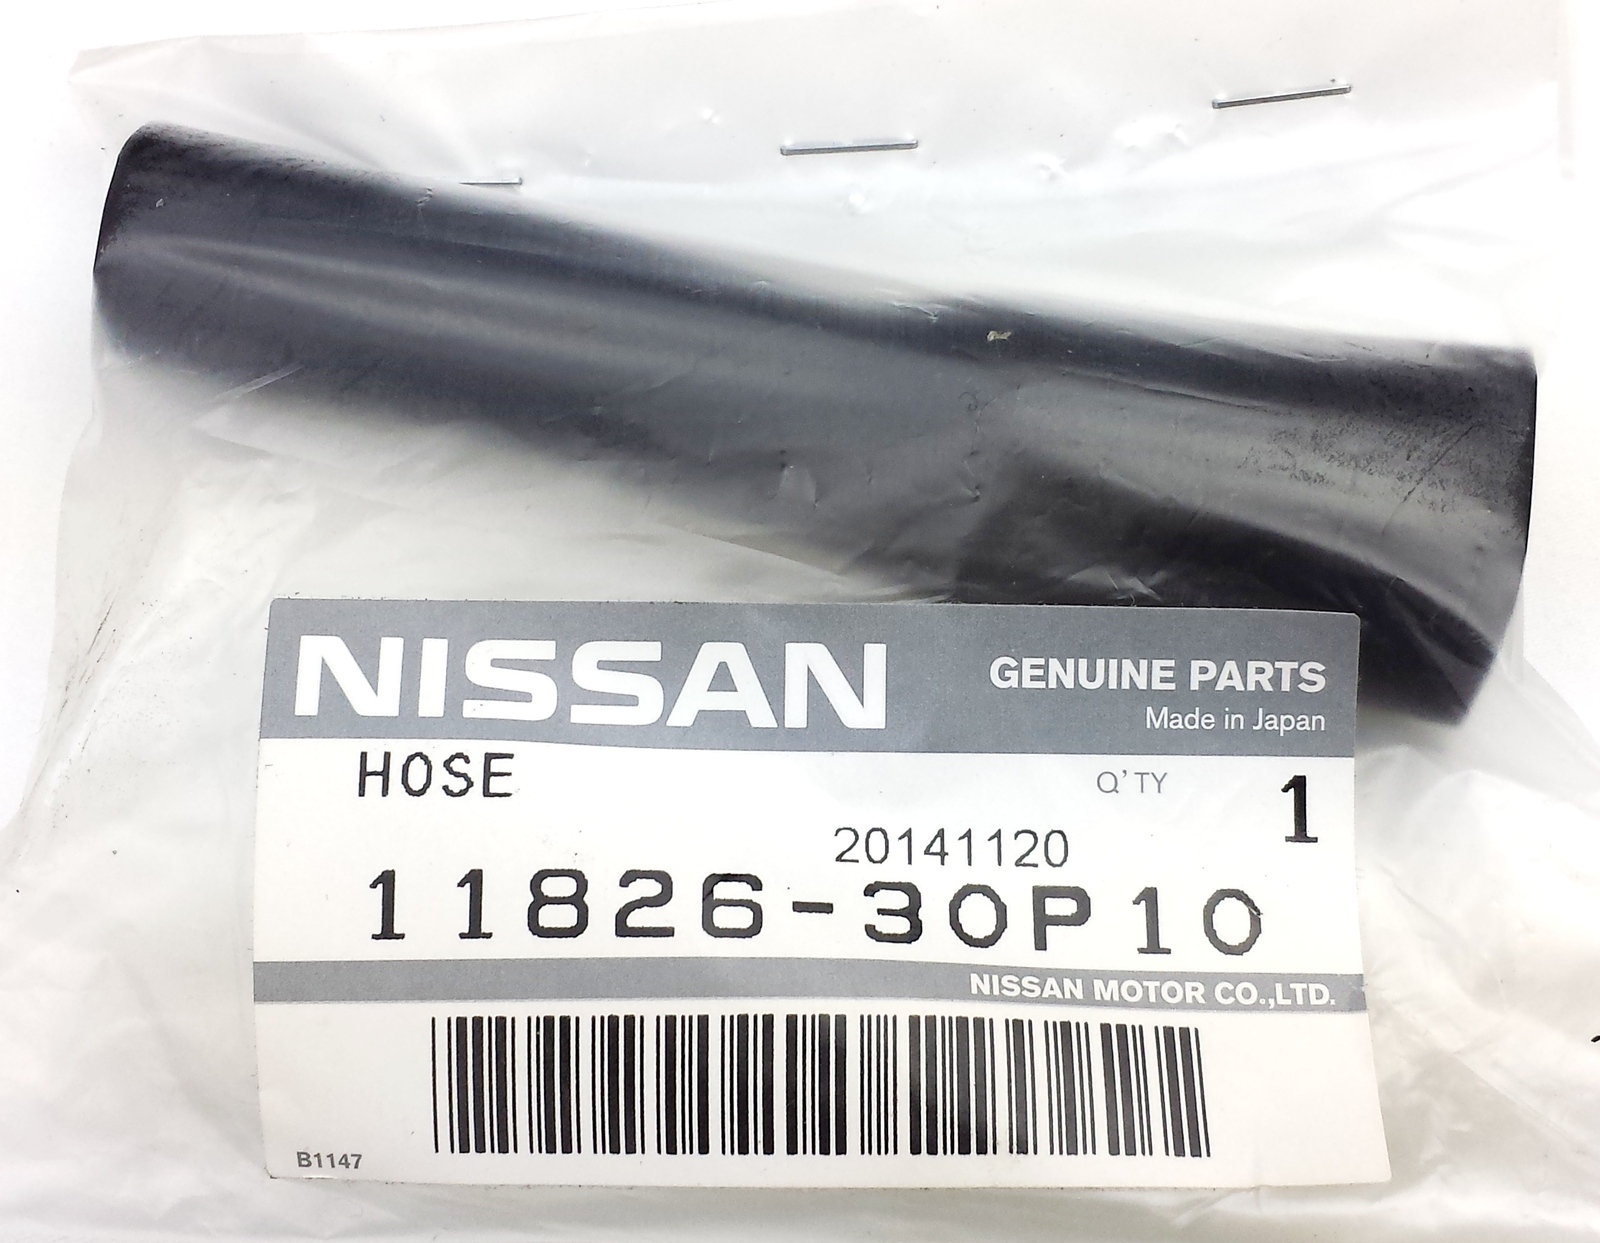 NISSAN
GENUINE PARTS
Made in Japan
HOSE
Q'TY 1
20141120
11826-30P10
NISSAN MOTOR CO.,LTD.
B1147